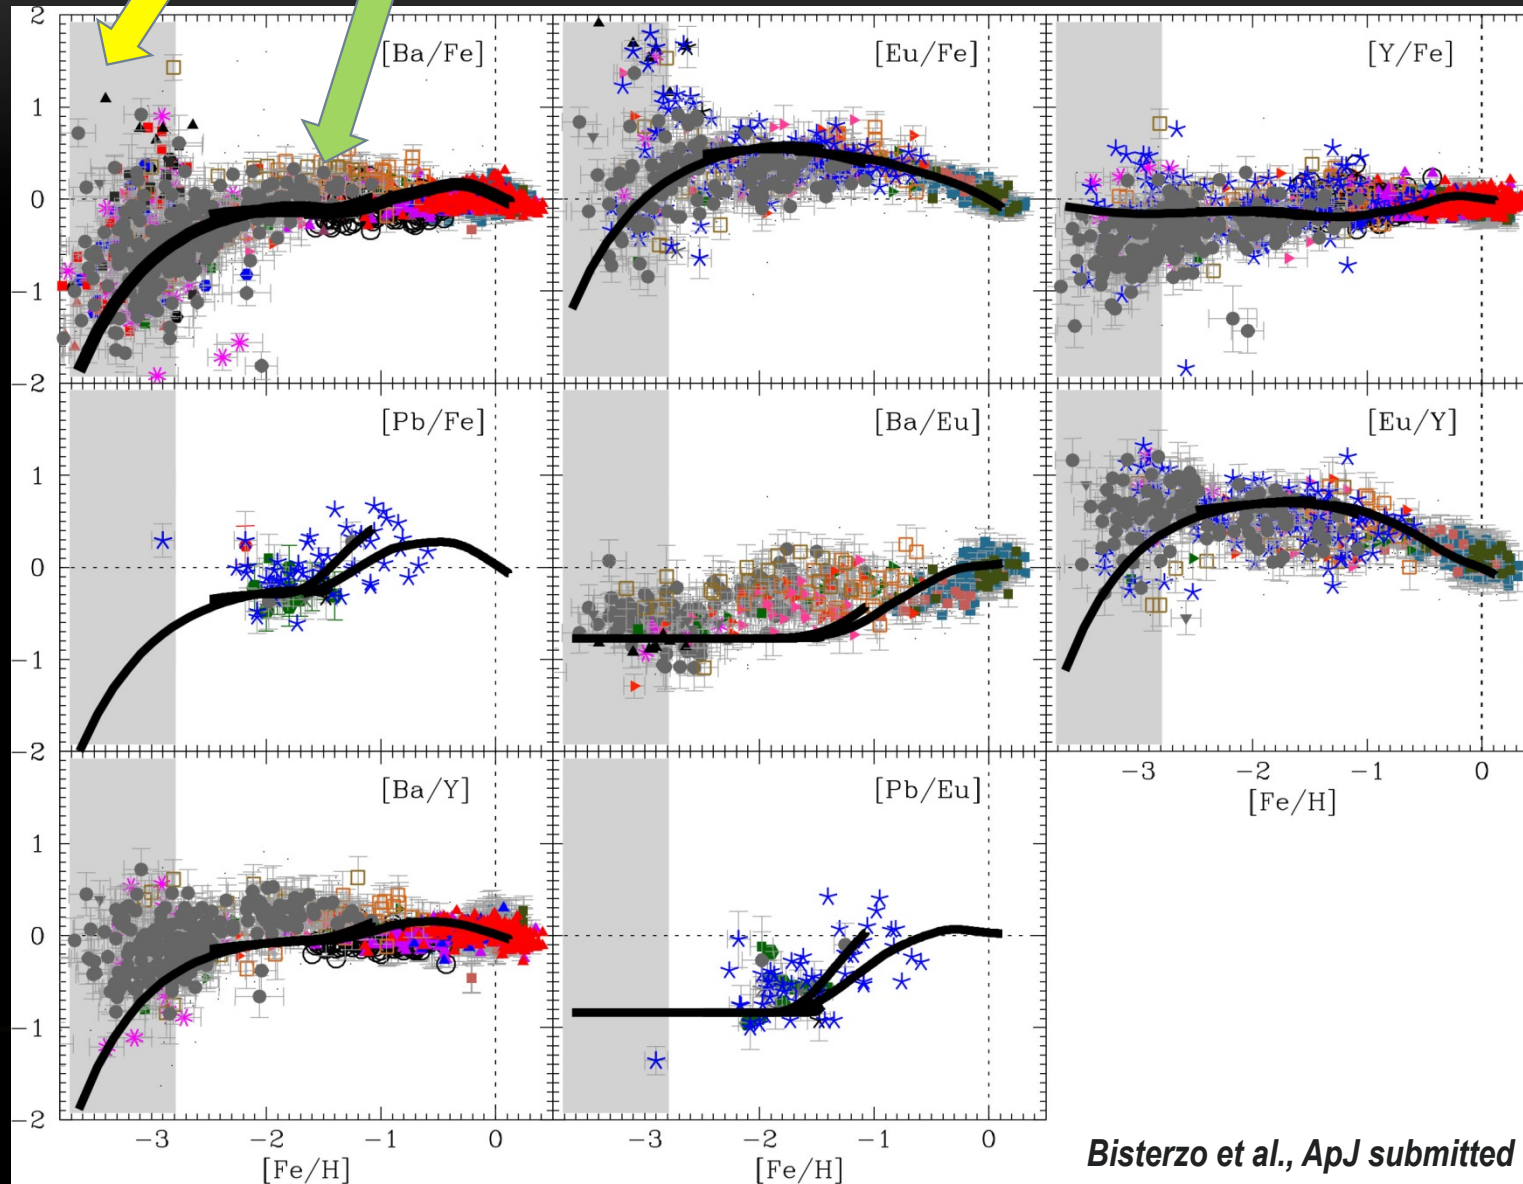 [Ba/Fe]
[Eu/Fe]
[Y/Fe]
2
1
0
−1
−2
[Pb/Fe]
[Ba/Eu]
[Eu/Y]
1
0
−1
−2
−3 −2 −1 0
[Fe/H]
[Ba/Y]
[Pb/Eu]
1
0
−1
−2
−3 −2 −1 0
−3 −2 −1 0
[Fe/H]
[Fe/H]
Bisterzo et al., ApJ submitted